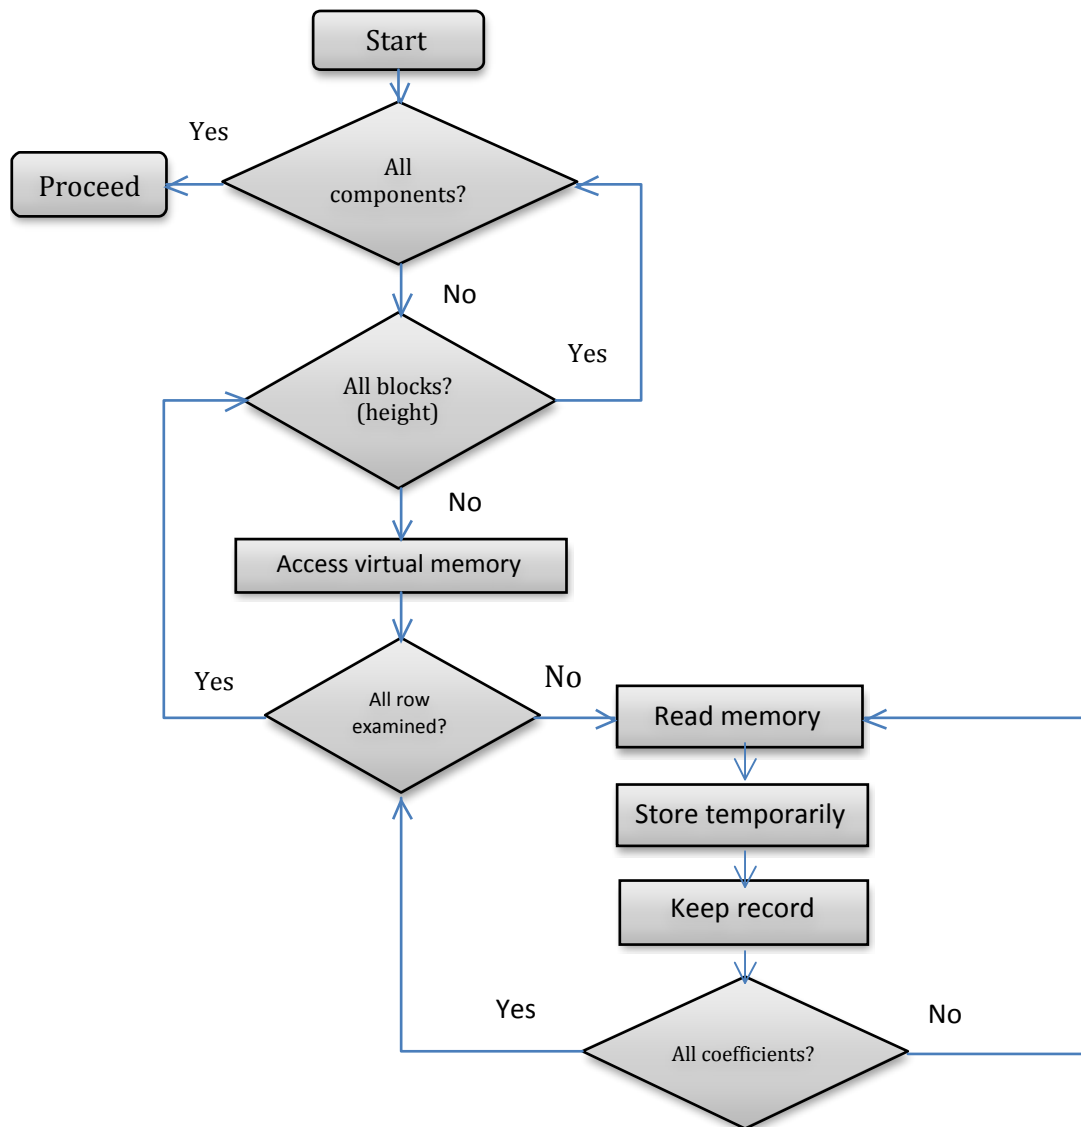 Start
Yes
All
components?
Proceed
No
Yes
All blocks?
(height)
No
Access virtual memory
Yes
All row
examined?
No
Read memory
Store temporarily
Keep record
Yes
All coefficients?
No